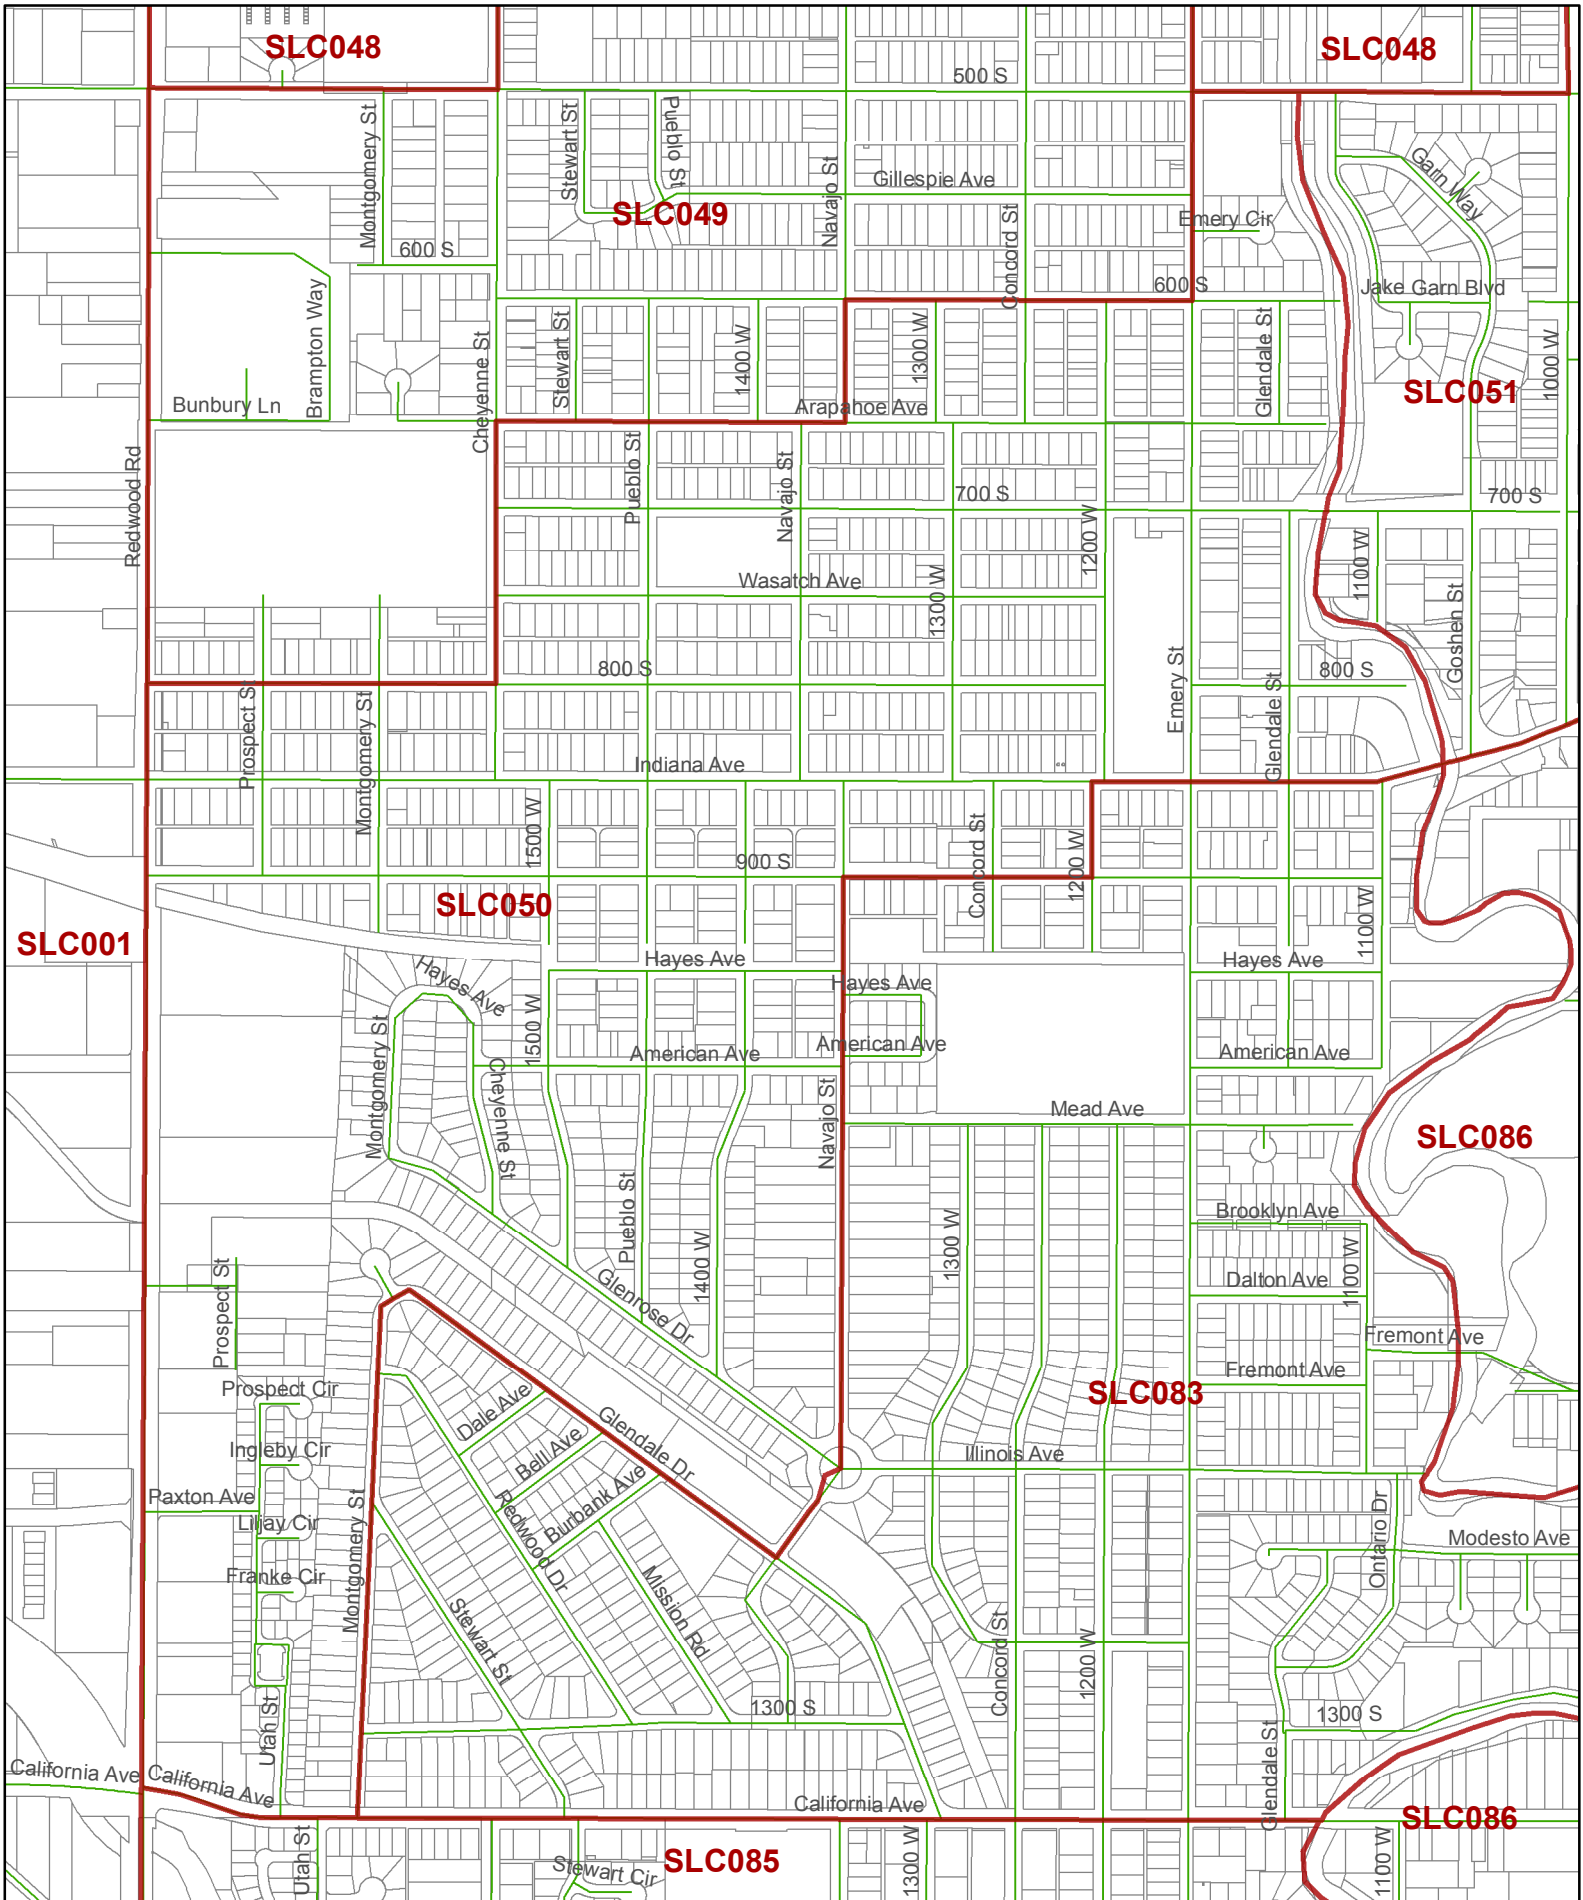 SLC048
SLC048
500 S
Montgomery St
Stewart St
Pueblo St
Navajo St
Gillespie Ave
Garn Way
SLC049
Concord St
Emery Cir
600 S
600 S
Jake Garn Blvd
Brampton Way
Cheyenne St
Stewart St
1400 W
1300 W
Glendale St
1000 W
SLC051
Bunbury Ln
Arapahoe Ave
Redwood Rd
Pueblo St
Navajo St
700 S
700 S
1200 W
1100 W
Wasatch Ave
1300 W
Goshen St
800 S
Emery St
800 S
Prospect St
Montgomery St
Glendale St
Indiana Ave
1500 W
Concord St
1200 W
900 S
SLC050
1100 W
SLC001
Hayes Ave
Hayes Ave
Hayes Ave
Hayes Ave
Montgomery St
1500 W
American Ave
American Ave
American Ave
Cheyenne St
Navajo St
Mead Ave
SLC086
Pueblo St
1400 W
1300 W
Brooklyn Ave
Prospect St
Dalton Ave
1100 W
Glenrose Dr
Fremont Ave
Fremont Ave
Prospect Cir
SLC083
Dale Ave
Glendale Dr
Ingleby Cir
Bell Ave
Illinois Ave
Paxton Ave
Burbank Ave
Liljay Cir
Redwood Dr
Montgomery St
Ontario Dr
Modesto Ave
Franke Cir
Mission Rd
Stewart St
Concord St
1200 W
Utah St
1300 S
1300 S
Glendale St
California Ave
California Ave
California Ave
SLC086
Utah St
Stewart Cir
SLC085
1300 W
1100 W